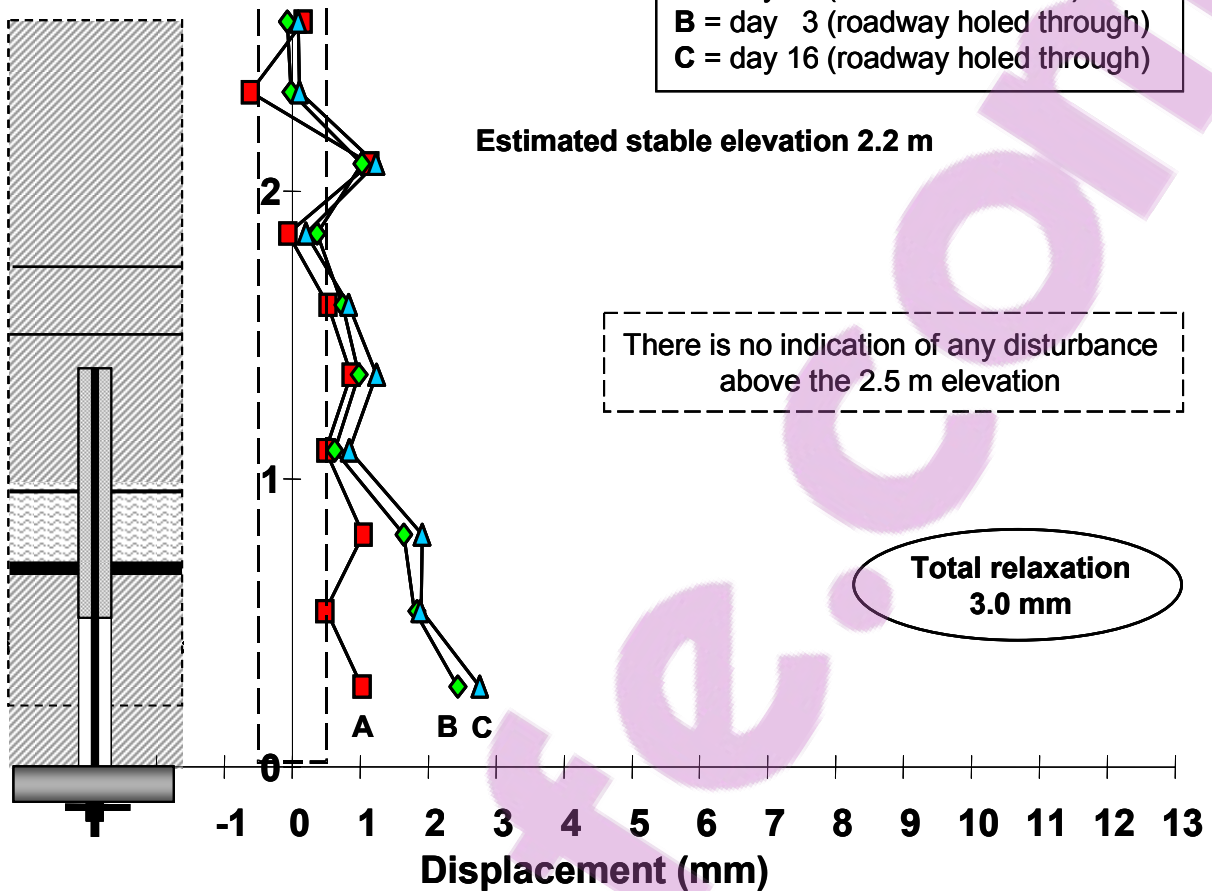 B = day 3 (roadway holed through)
C = day 16 (roadway holed through)
Estimated stable elevation 2.2 m
2
There is no indication of any disturbance
above the 2.5 m elevation
1
Total relaxation
3.0 mm
A B C
0
-1 0 1 2 3 4 5 6 7 8 9 10 11 12 13
Displacement (mm)
fe.com